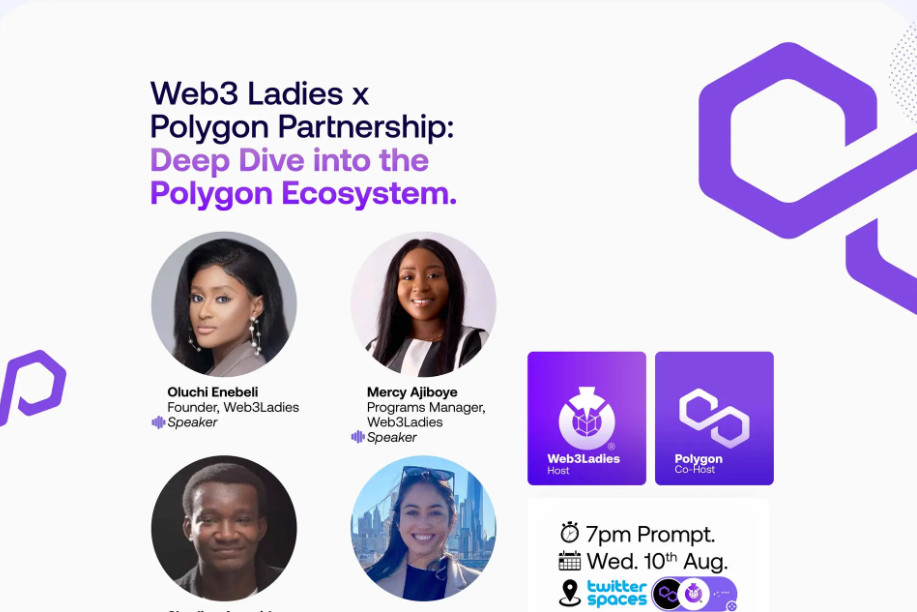 Web3 Ladies x
Polygon Partnership:
Deep Dive into the
Polygon Ecosystem.
Oluchi Enebeli
Founder, Web3Ladies
Speaker
Mercy Ajiboye
Programs Manager,
Web3Ladies
Speaker
Web3Ladies
Host
Polygon
Co-Host
7pm Prompt.
Wed. 10th Aug.
twitter
spaces